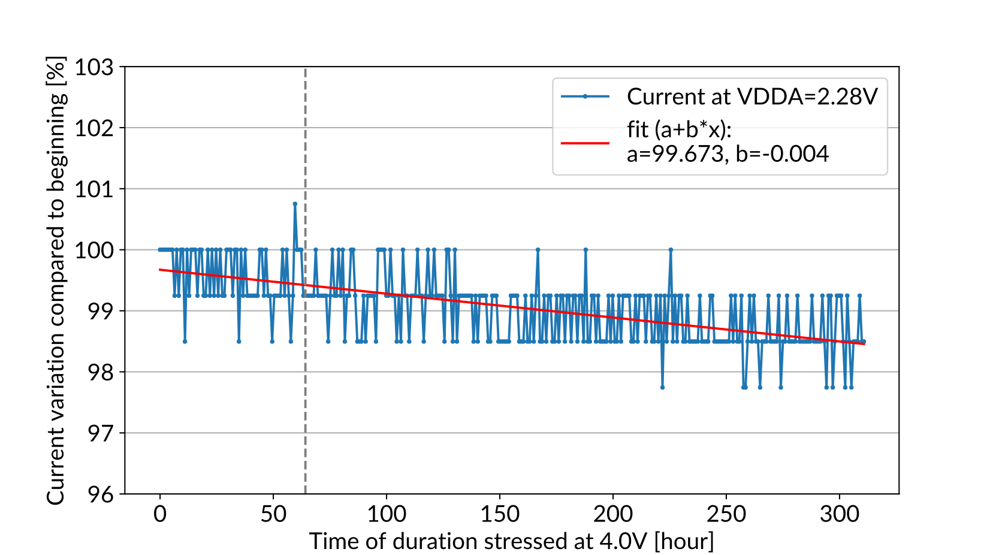 Current variation compared to beginning [%]
103
102
101
100
99
98
97
96
Current at VDDA=2.28V
fit (a+b*x):
a=99.673, b=-0.004
0 50 100 150 200 250 300
Time of duration stressed at 4.0V [hour]